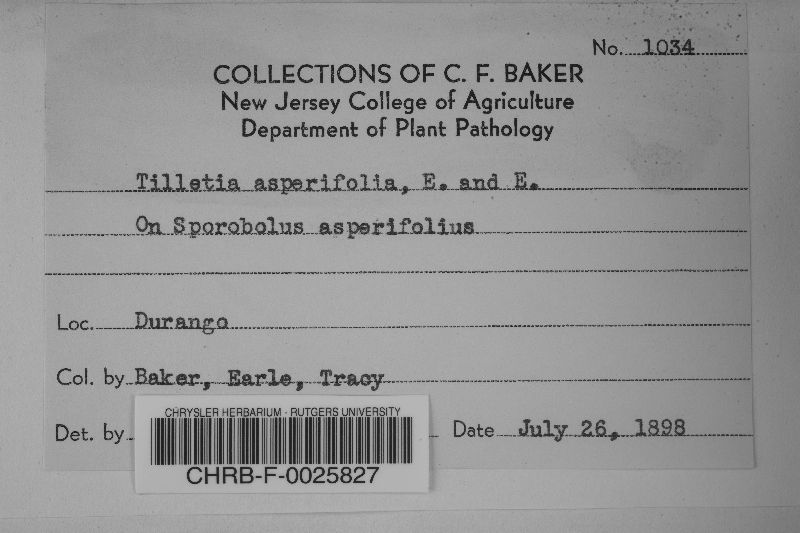 No. 1034
COLLECTIONS OF C. F. BAKER
New Jersey College of Agriculture
Department of Plant Pathology
Tilletia asperifolia, E. and E.
On Sporobolus asperifolius
Loc. Durango
Col. by Baker, Earle, Tracy
Det. by
Date July 26, 1898
CHRYSLER HERBARIUM - RUTGERS UNIVERSITY
CHRB-F-0025827